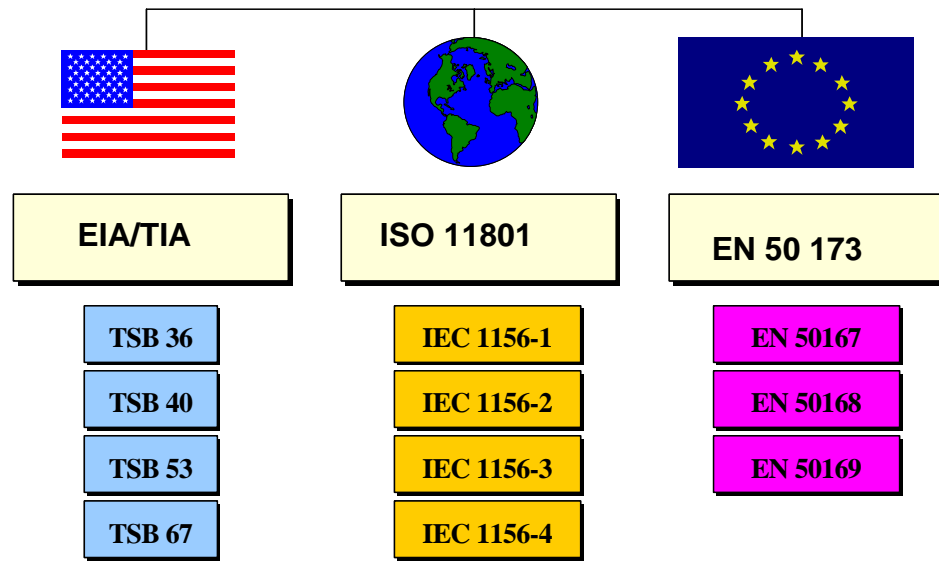 EIA/TIA
TSB 36
TSB 40
TSB 53
TSB 67
ISO 11801
IEC 1156-1
IEC 1156-2
IEC 1156-3
IEC 1156-4
EN 50 173
EN 50167
EN 50168
EN 50169